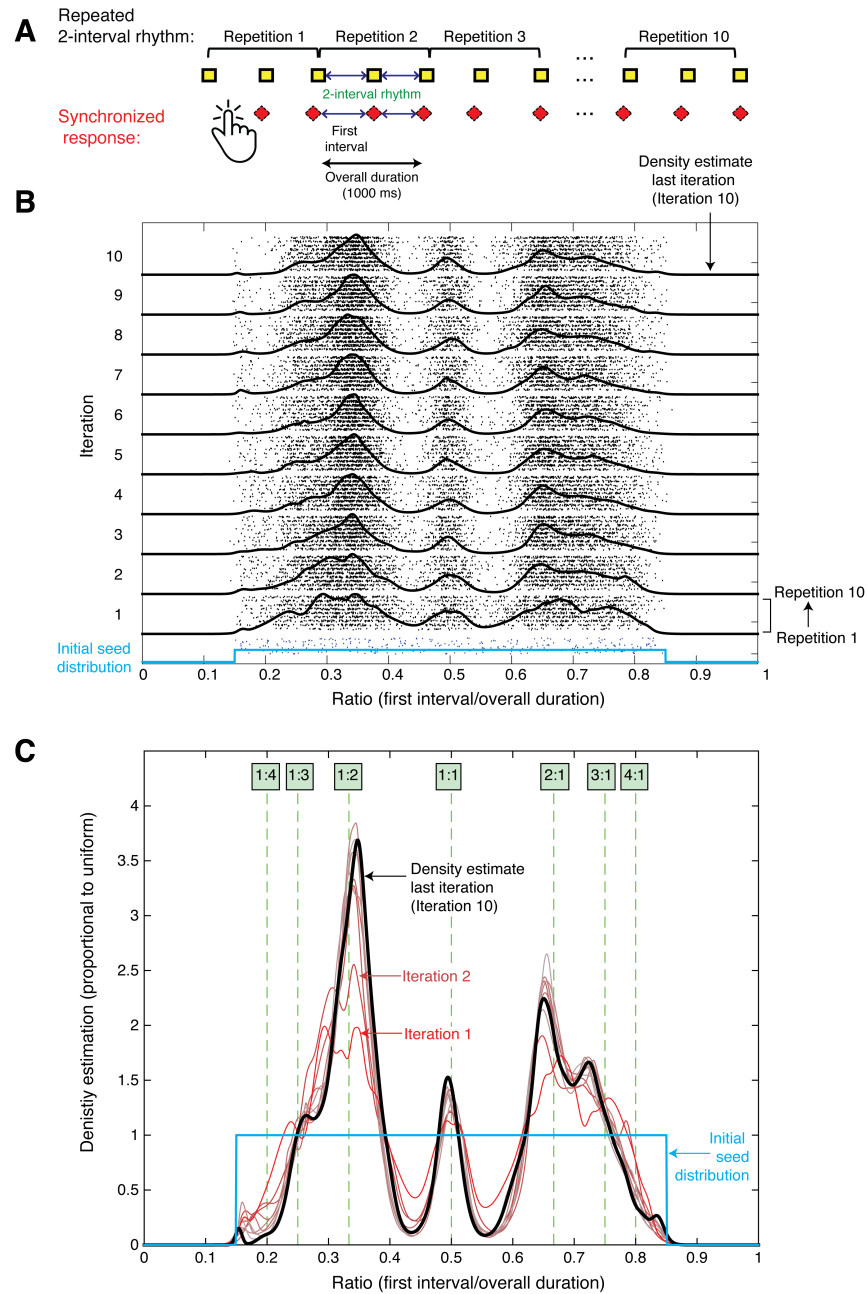 A
Repeated
2-interval rhythm:
Repetition 1
Repetition 2
Repetition 3
...
Repetition 10
...
2-interval rhythm
Synchronized
response:
...
First
interval
Overall duration
(1000 ms)
Density estimate
last iteration
(Iteration 10)
B
10
9
8
7
6
5
4
3
2
1
Iteration
Repetition 10
Repetition 1
Initial seed
distribution
0 0.1 0.2 0.3 0.4 0.5 0.6 0.7 0.8 0.9 1
Ratio (first interval/overall duration)
C
1:4 1:3 1:2 1:1 2:1 3:1 4:1
4
3.5
3
2.5
2
1.5
1
0.5
0
Denistiy estimation (proportional to uniform)
Density estimate
last iteration
(Iteration 10)
Iteration 2
Iteration 1
Initial
seed
distribution
0 0.1 0.2 0.3 0.4 0.5 0.6 0.7 0.8 0.9 1
Ratio (first interval/overall duration)